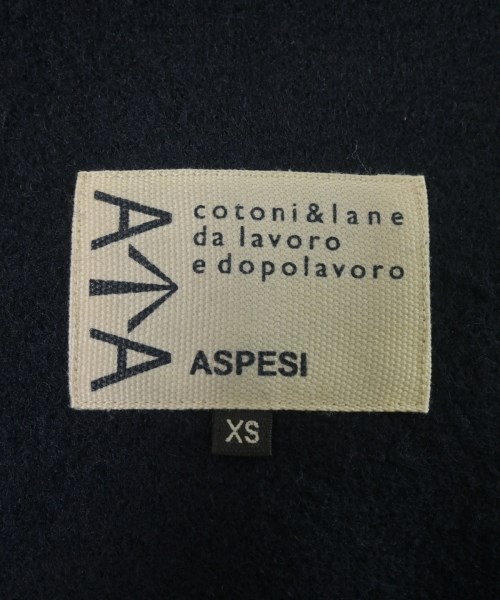 A A
cotoni&lane
da lavoro
e dopolavoro
ASPESI
XS